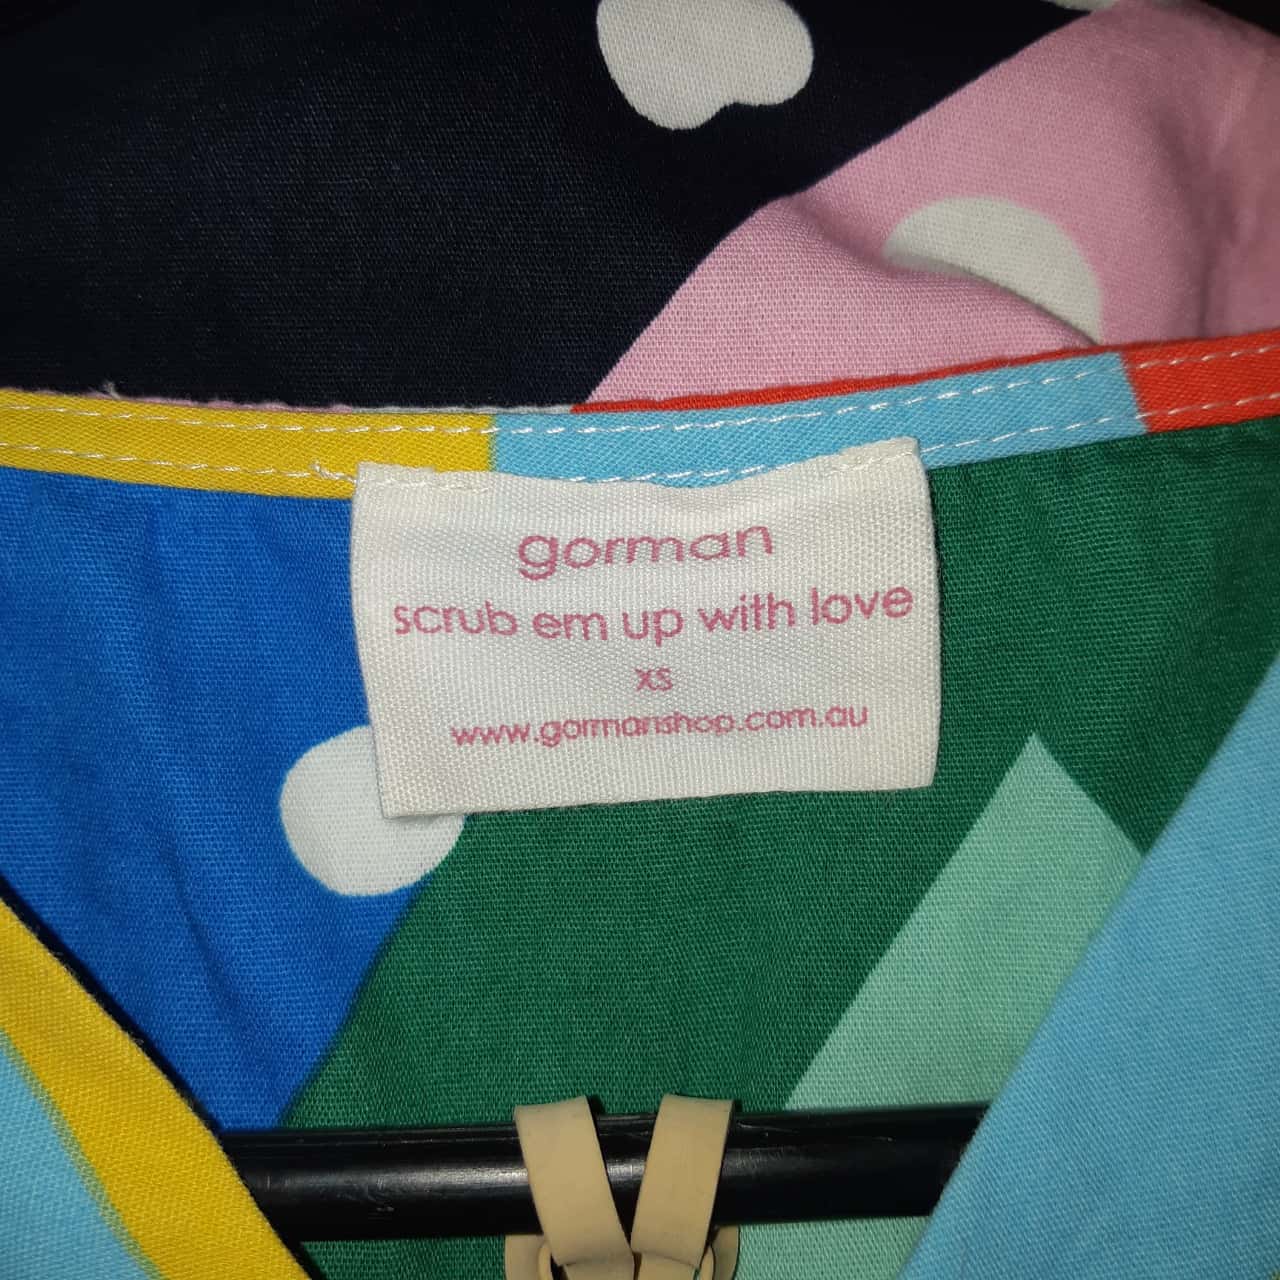 gorman
scrub em up with love
xs
www.gormanshop.com.au